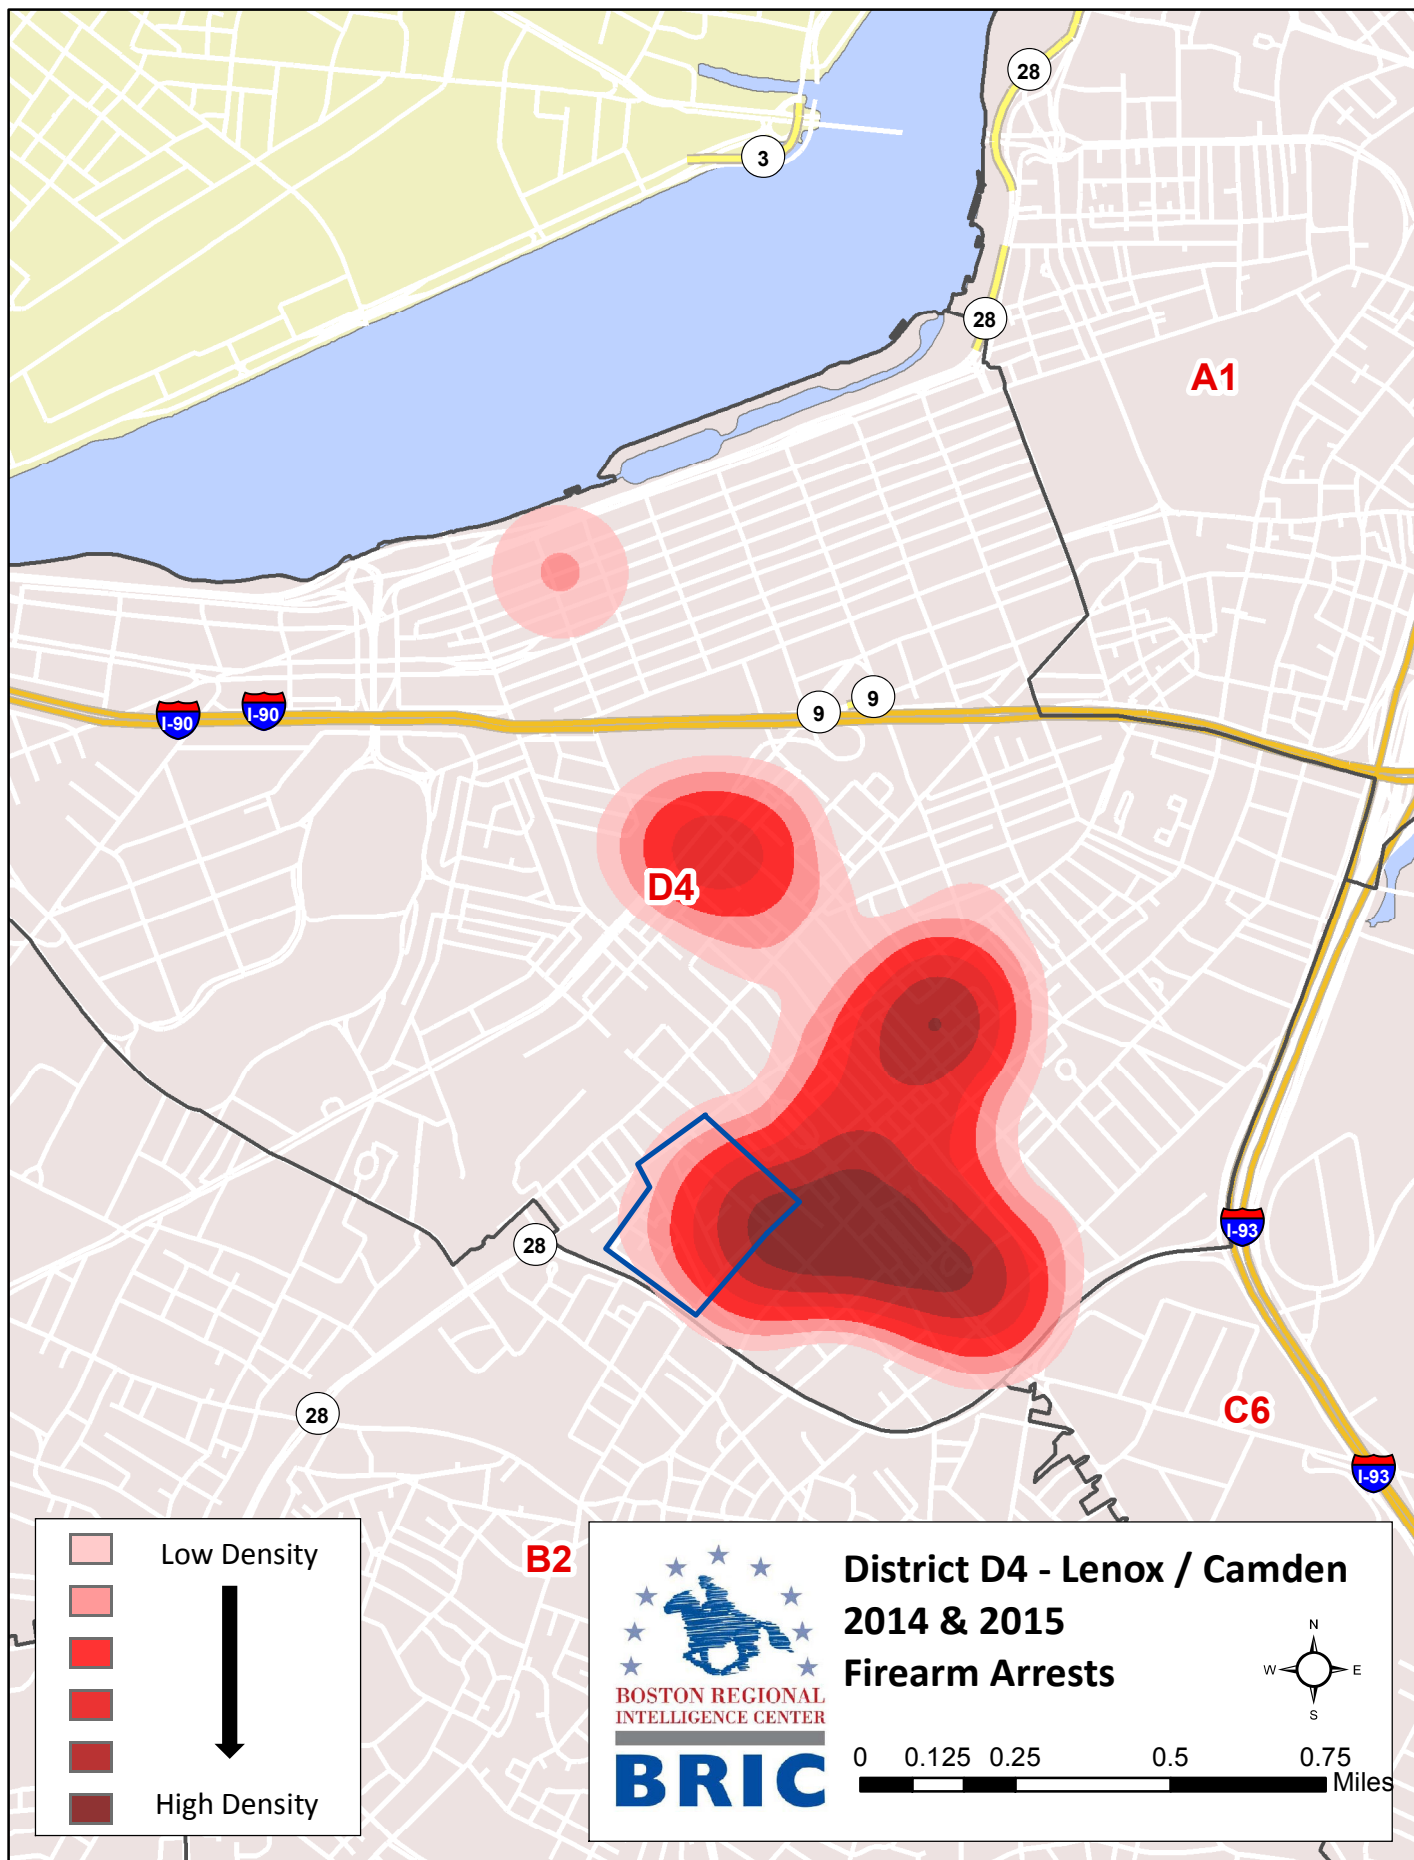 28
3
28
A1
I-90
I-90
9
9
D4
28
I-93
28
C6
I-93
B2
Low Density
High Density
BOSTON REGIONAL
INTELLIGENCE CENTER
BRIC
District D4 - Lenox / Camden
2014 & 2015
Firearm Arrests
N
W E
S
0 0.125 0.25 0.5 0.75
Miles